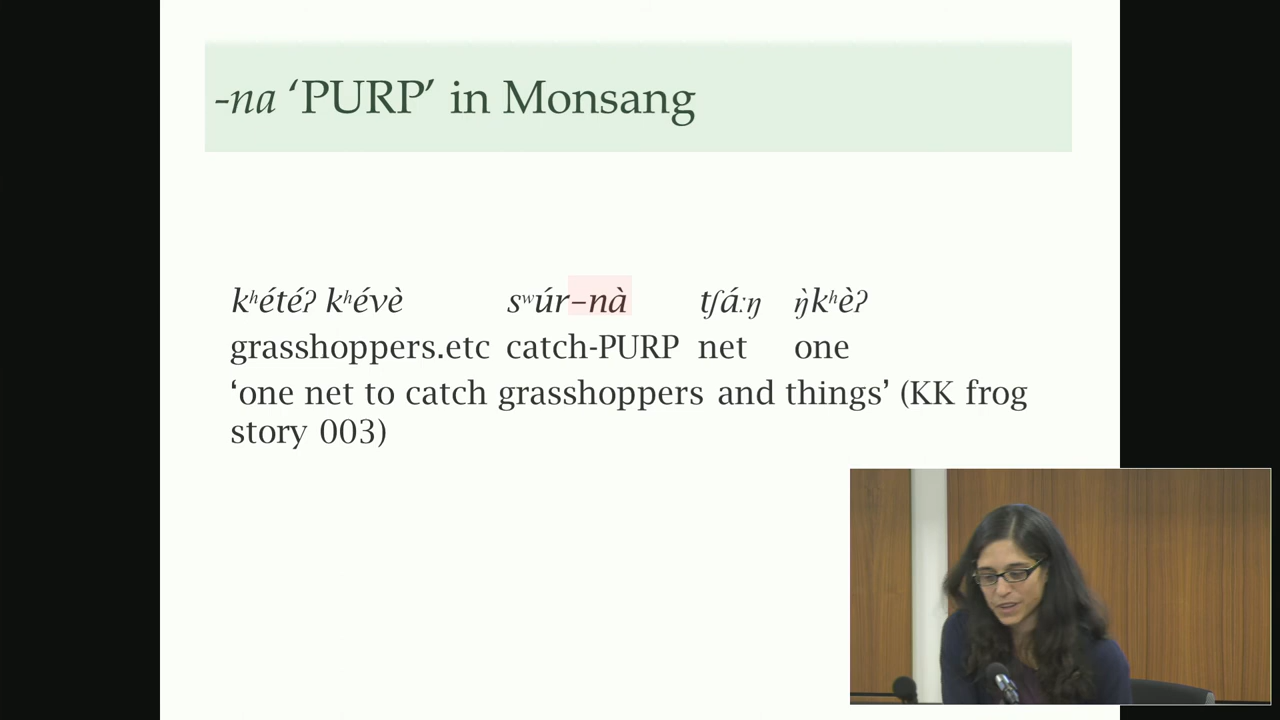 -na ‘PURP’ in Monsang
kʰétéʔ kʰévè sʷúr–nà tʃáːŋ ŋ̀kʰèʔ
grasshoppers.etc catch-PURP net one
‘one net to catch grasshoppers and things’ (KK frog
story 003)